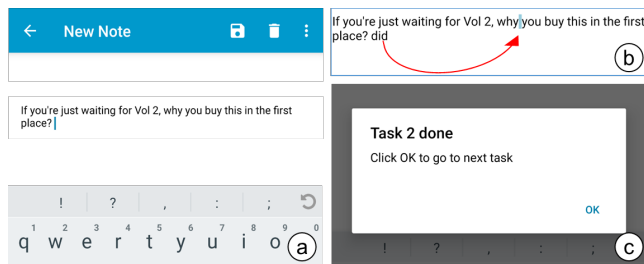 New Note
If you're just waiting for Vol 2, why you buy this in the first
place?
! ? , : ;
1 2 3 4 5 6 7 8 9 0
q w e r t y u i o
a
If you're just waiting for Vol 2, why you buy this in the first
place? did
b
Task 2 done
Click OK to go to next task
OK
! ? , : ;
c